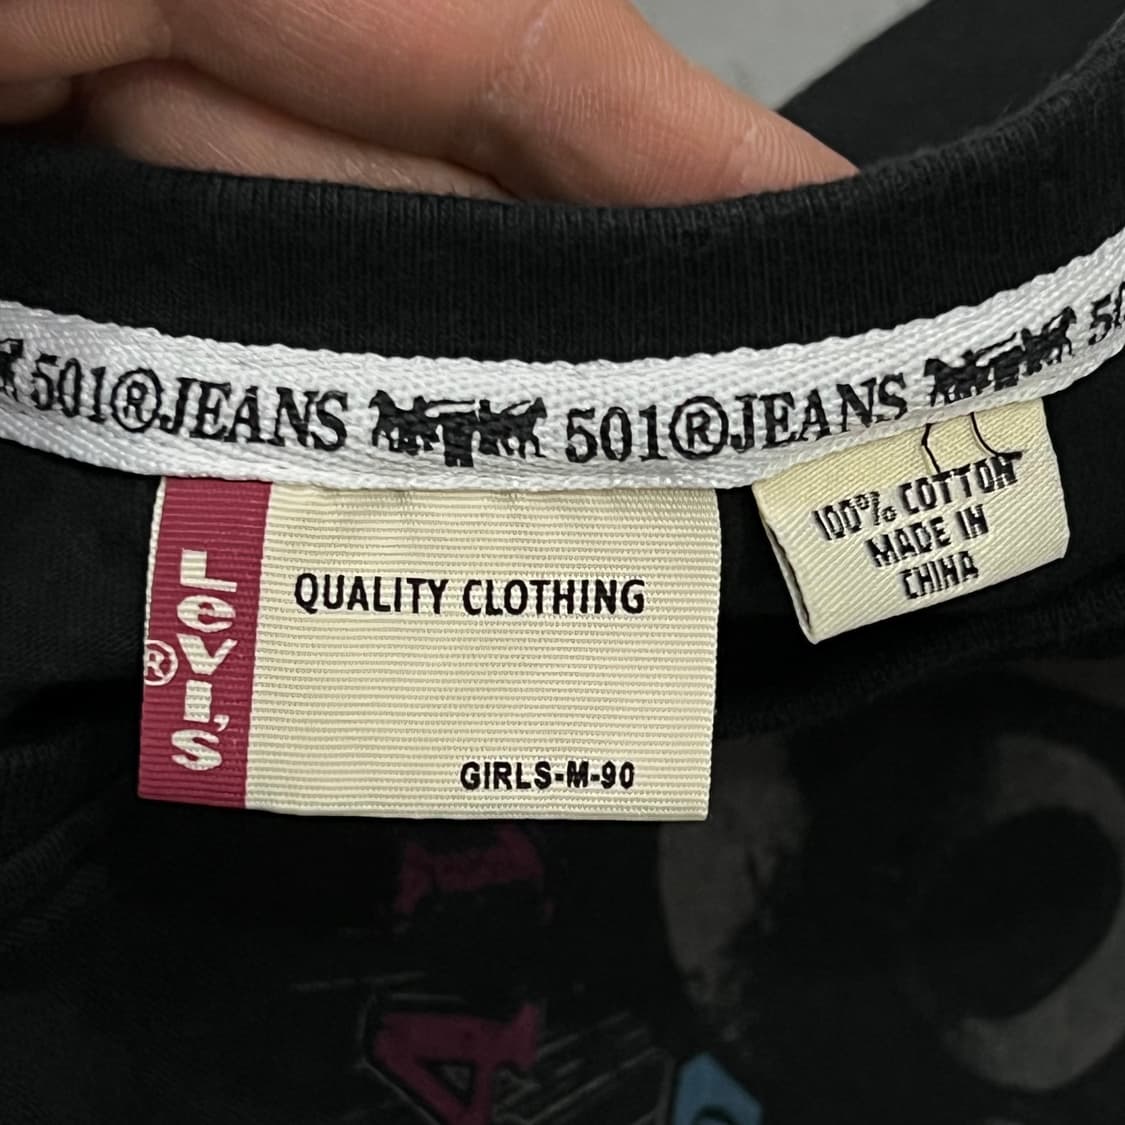 501®JEANS 501®JEANS 50
100% COTTON
MADE IN
CHINA
Levi's
®
QUALITY CLOTHING
GIRLS-M-90